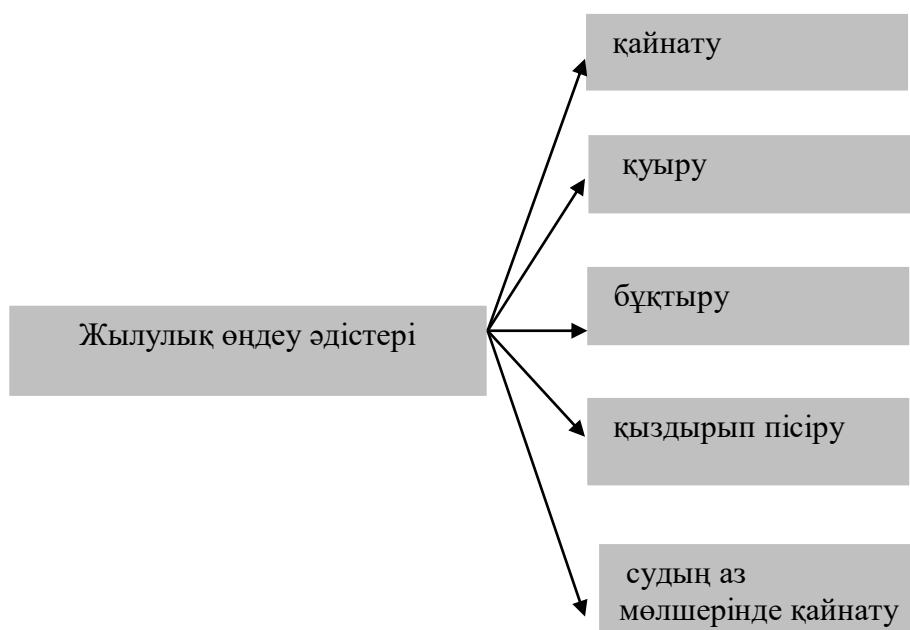 қайнату
қуыру
бұқтыру
Жылулық өңдеу әдістері
қыздырып пісіру
судың аз
мөлшерінде қайнату